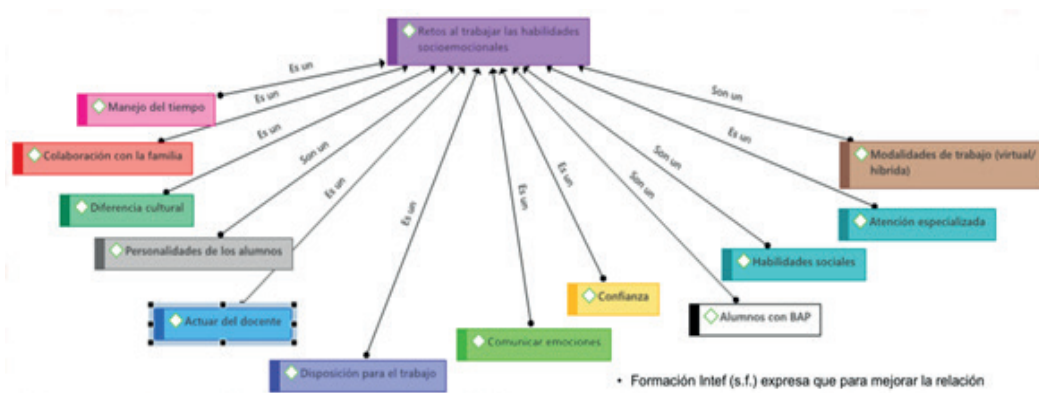 Retos al trabajar las habilidades
socioemocionales
Es un
Es un
Es un
Son un
Es un
Es un
Es un
Es un
Son un
Son un
Es un
Son un
Manejo del tiempo
Colaboración con la familia
Diferencia cultural
Personalidades de los alumnos
Actuar del docente
Disposición para el trabajo
Comunicar emociones
Confianza
Alumnos con BAP
Habilidades sociales
Atención especializada
Modalidades de trabajo (virtual/
híbrida)
• Formación Intef (s.f.) expresa que para mejorar la relación